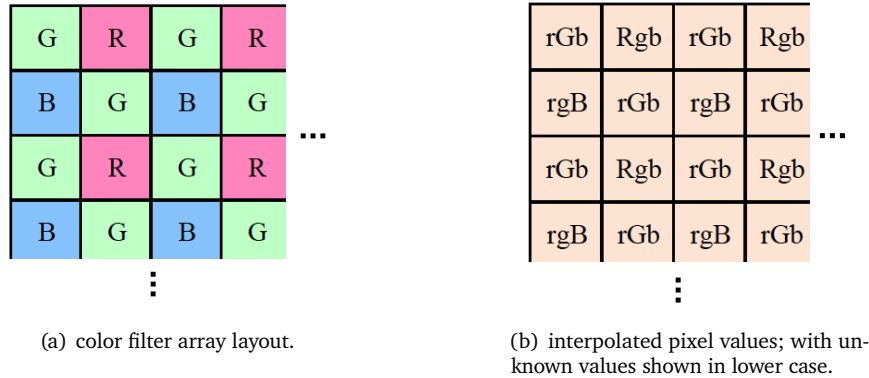 G R G R rGb Rgb rGb Rgb
B G B G rgB rGb rgB rGb
... ...
G R G R rGb Rgb rGb Rgb
B G B G rgB rGb rgB rGb
(a) color filter array layout.
(b) interpolated pixel values; with un-
known values shown in lower case.